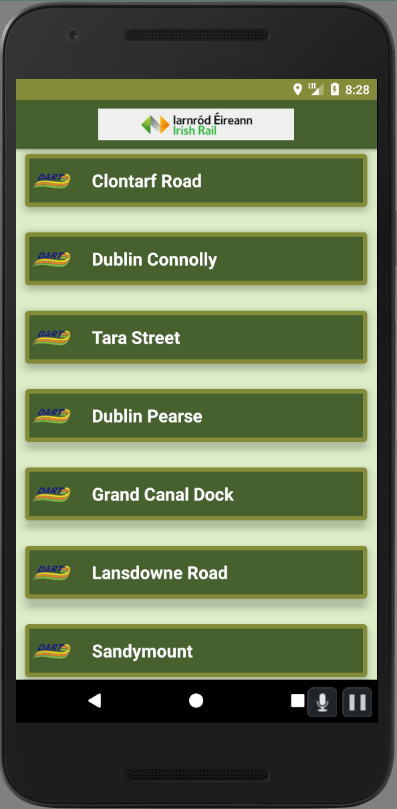 LTE 8:28
Iarnród Éireann
Irish Rail
DART Clontarf Road
DART Dublin Connolly
DART Tara Street
DART Dublin Pearse
DART Grand Canal Dock
DART Lansdowne Road
DART Sandymount